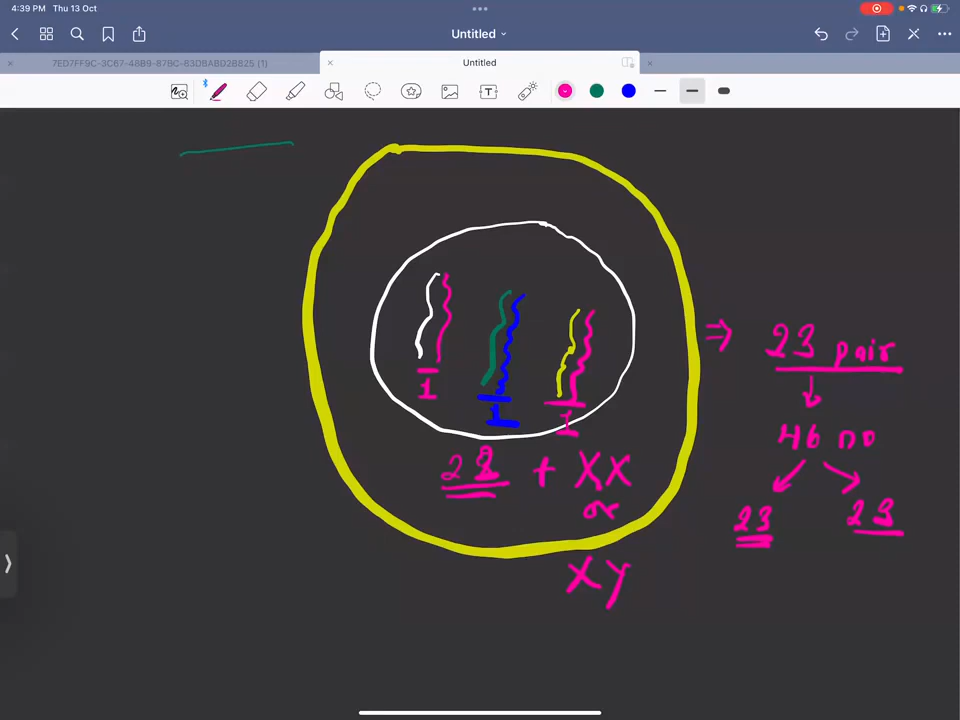 4:39 PM Thu 13 Oct
Untitled
7ED7FF9C-3C67-48B9-87BC-83DBABD2B825 (1)
Untitled
T
1
1
1
23 pair
46 no
23
23
+ XX
or
XY